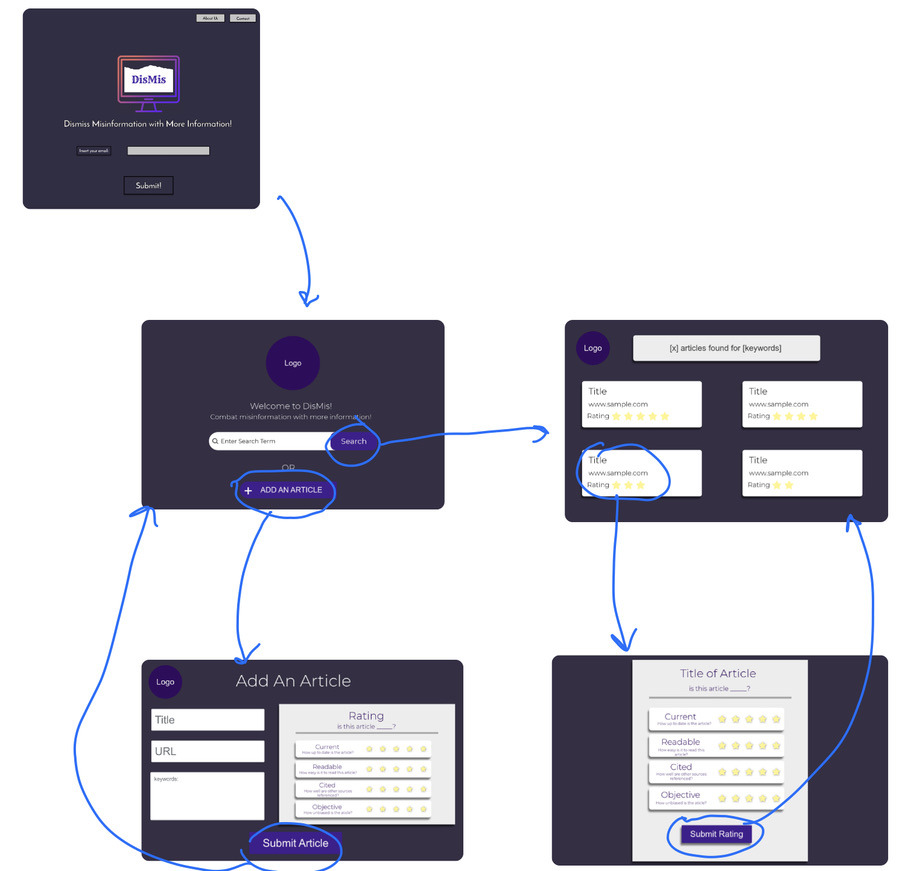 About Us
Contact
DisMis
Dismiss Misinformation with More Information!
Insert your email:
Submit!
Logo
Welcome to DisMis!
Combat misinformation with more information!
Enter Search Term
Search
OR
+ ADD AN ARTICLE
Logo
[x] articles found for [keywords]
Title
www.sample.com
Rating
Title
www.sample.com
Rating
Title
www.sample.com
Rating
Title
www.sample.com
Rating
Logo
Add An Article
Title
URL
keywords:
Rating
is this article _____?
Current
How up to date is the article?
Readable
How easy is it to read this article?
Cited
How well are other sources referenced?
Objective
How unbiased is the article?
Submit Article
Title of Article
is this article _____?
Current
How up to date is the article?
Readable
How easy is it to read this
article?
Cited
How well are other sources
referenced?
Objective
How unbiased is the article?
Submit Rating